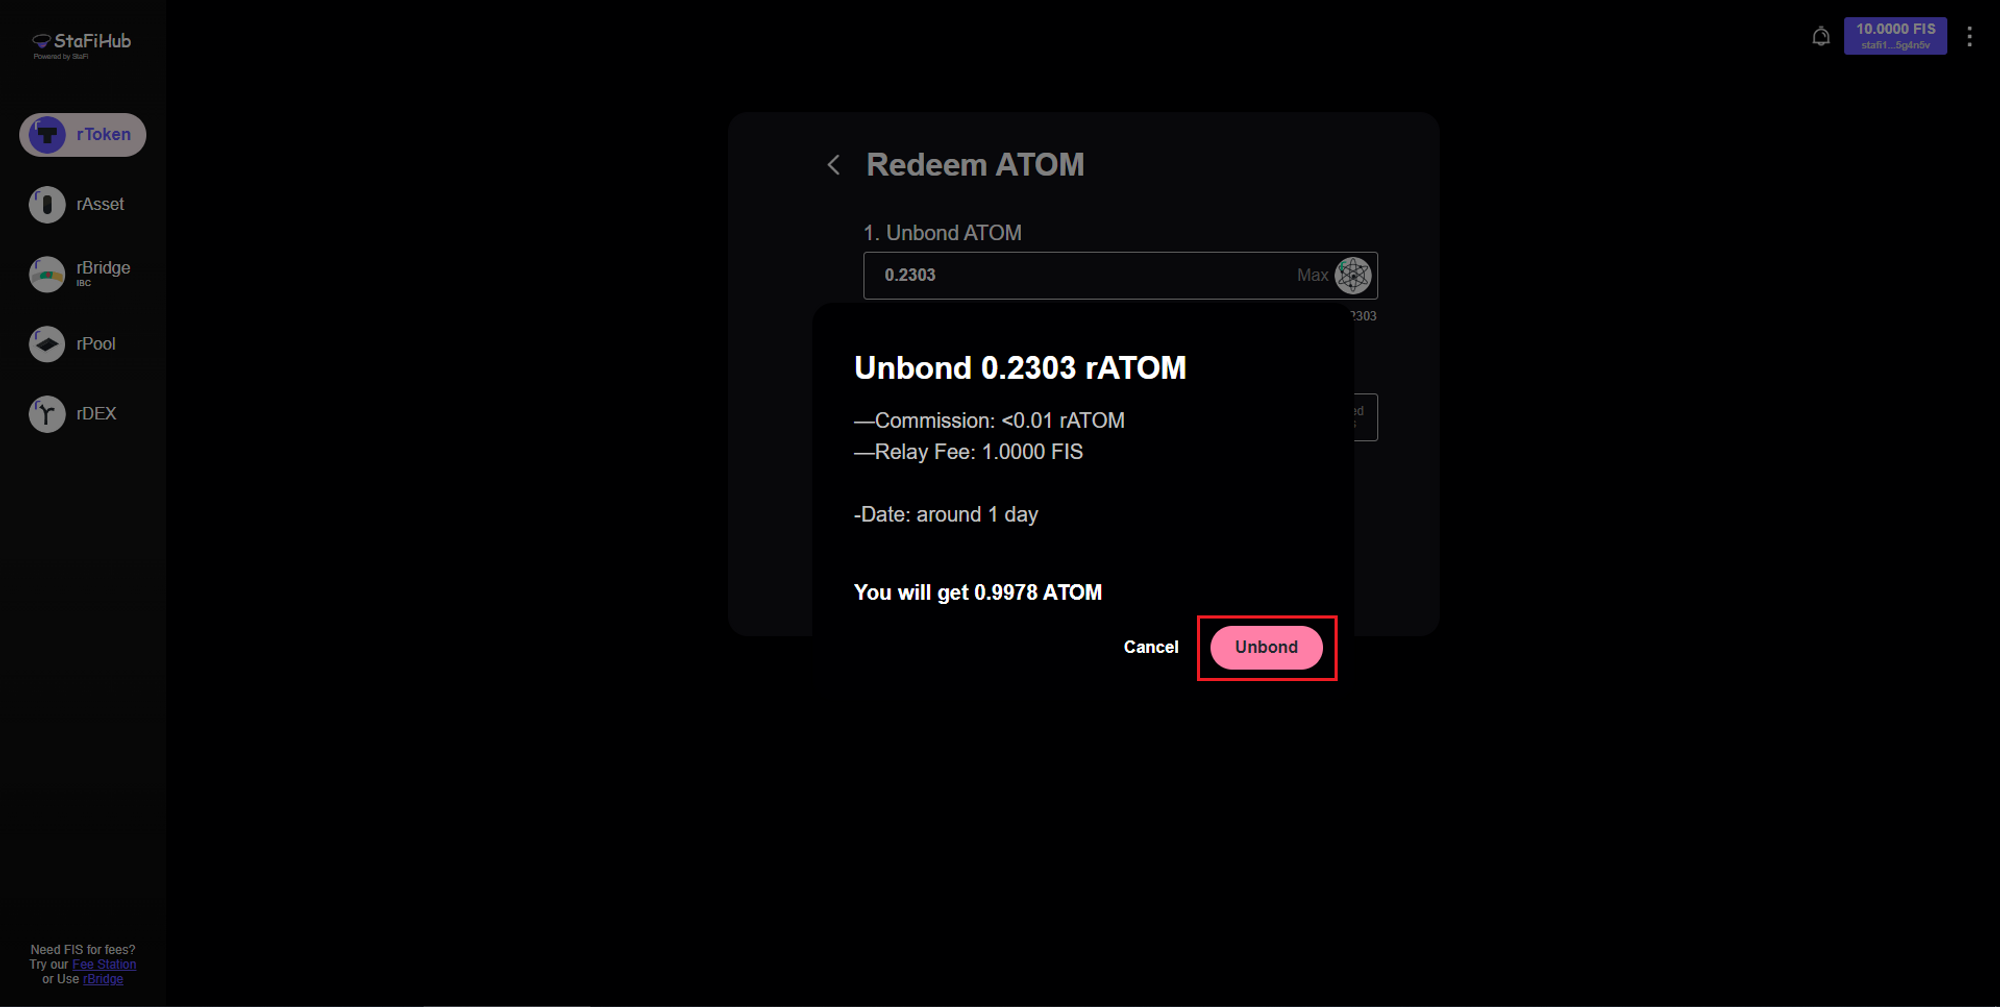 StaFiHub
Powered by StaFi
10.0000 FIS
stafi1...5g4n5v
rToken
rAsset
rBridge
IBC
rPool
rDEX
Redeem ATOM
1. Unbond ATOM
0.2303
Max
Unbond 0.2303 rATOM
—Commission: <0.01 rATOM
—Relay Fee: 1.0000 FIS
-Date: around 1 day
You will get 0.9978 ATOM
Cancel
Unbond
Need FIS for fees?
Try our Fee Station
or Use rBridge